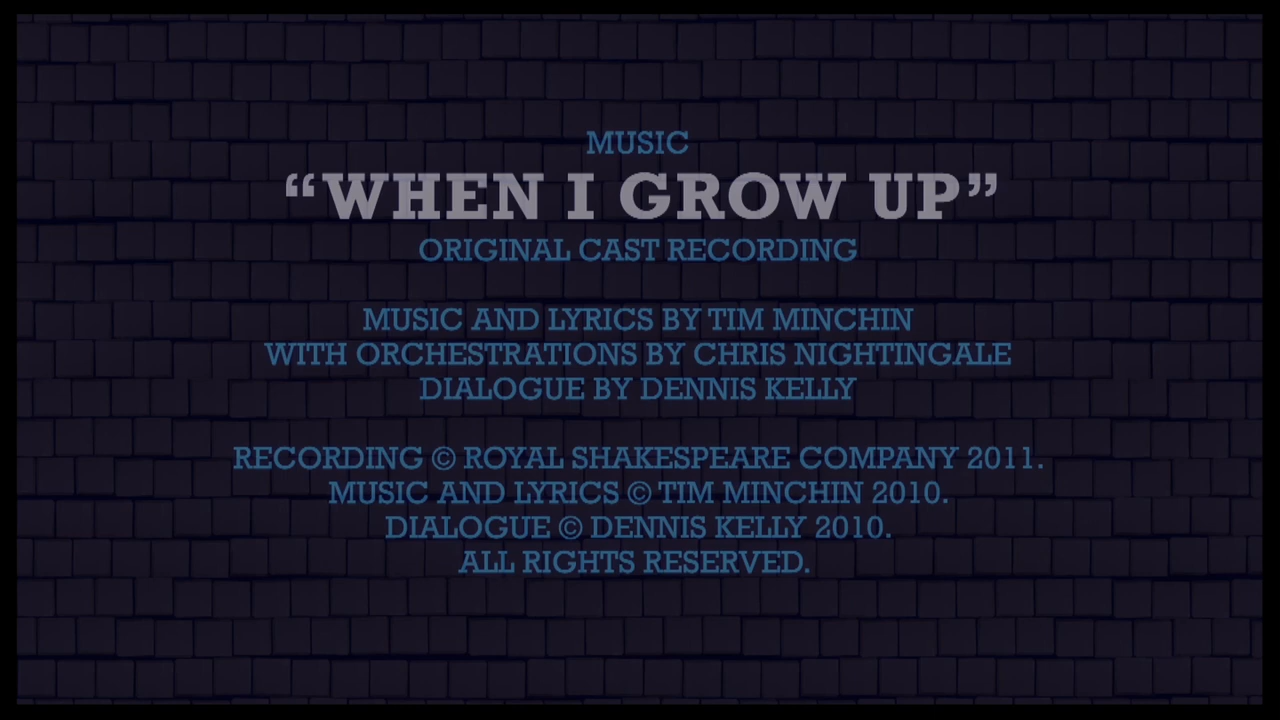 MUSIC
“WHEN I GROW UP”
ORIGINAL CAST RECORDING
MUSIC AND LYRICS BY TIM MINCHIN
WITH ORCHESTRATIONS BY CHRIS NIGHTINGALE
DIALOGUE BY DENNIS KELLY
RECORDING © ROYAL SHAKESPEARE COMPANY 2011.
MUSIC AND LYRICS © TIM MINCHIN 2010.
DIALOGUE © DENNIS KELLY 2010.
ALL RIGHTS RESERVED.